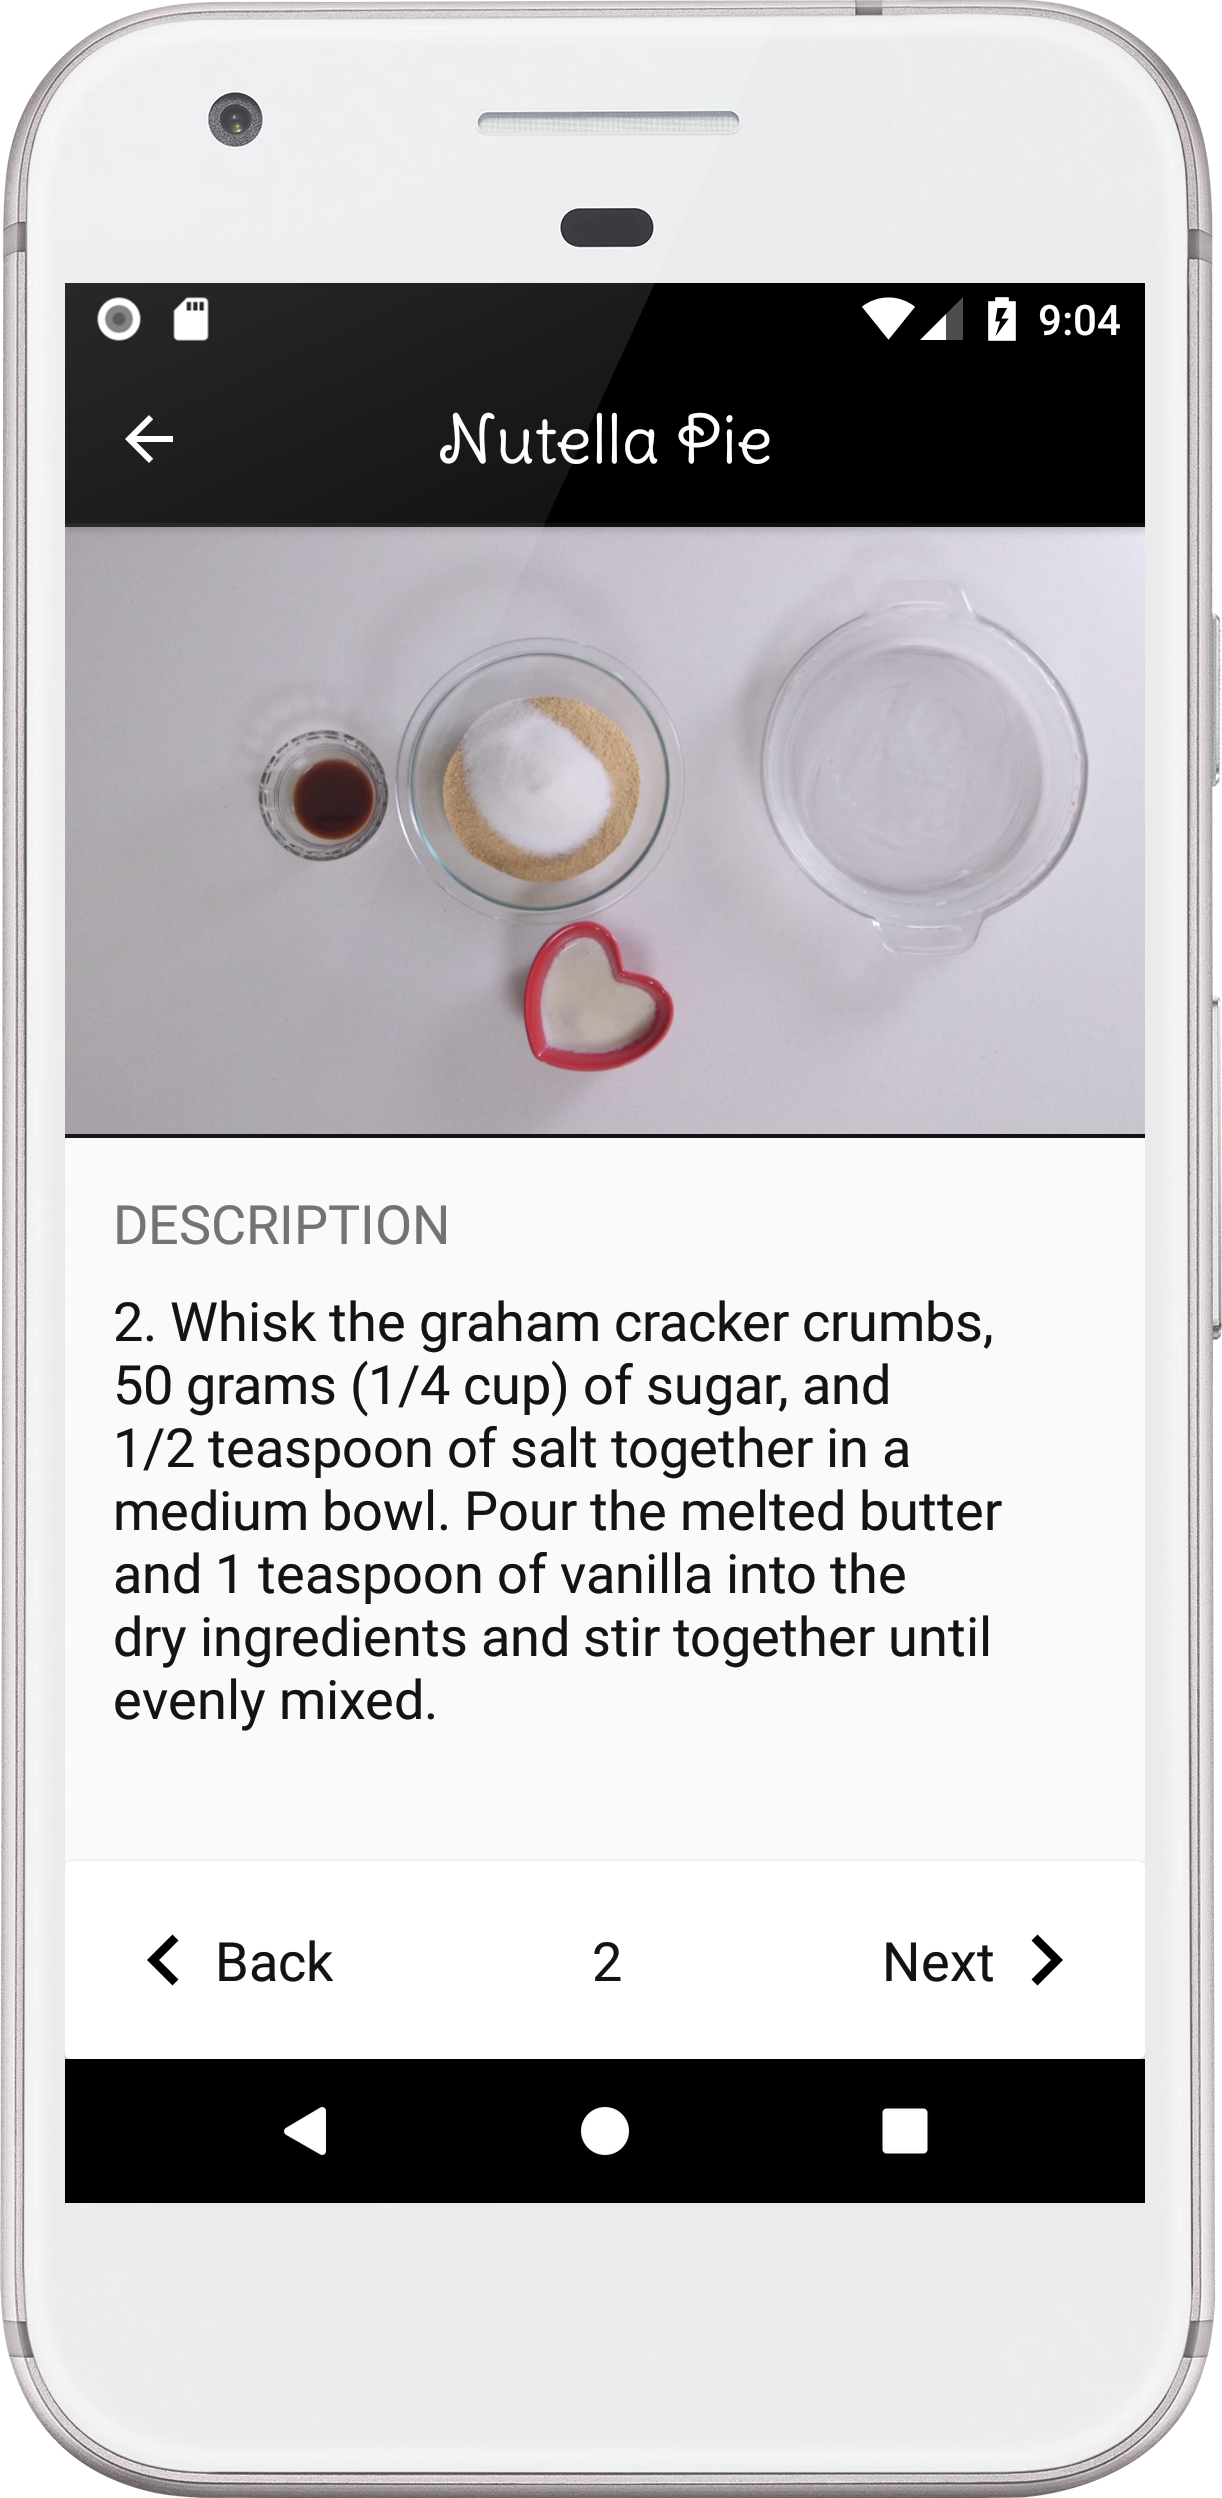 9:04
Nutella Pie
DESCRIPTION
2. Whisk the graham cracker crumbs,
50 grams (1/4 cup) of sugar, and
1/2 teaspoon of salt together in a
medium bowl. Pour the melted butter
and 1 teaspoon of vanilla into the
dry ingredients and stir together until
evenly mixed.
Back 2 Next